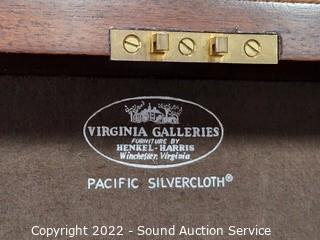 VIRGINIA GALLERIES
FURNITURE BY
HENKEL-HARRIS
Winchester, Virginia
PACIFIC SILVERCLOTH®
Copyright 2022 - Sound Auction Service